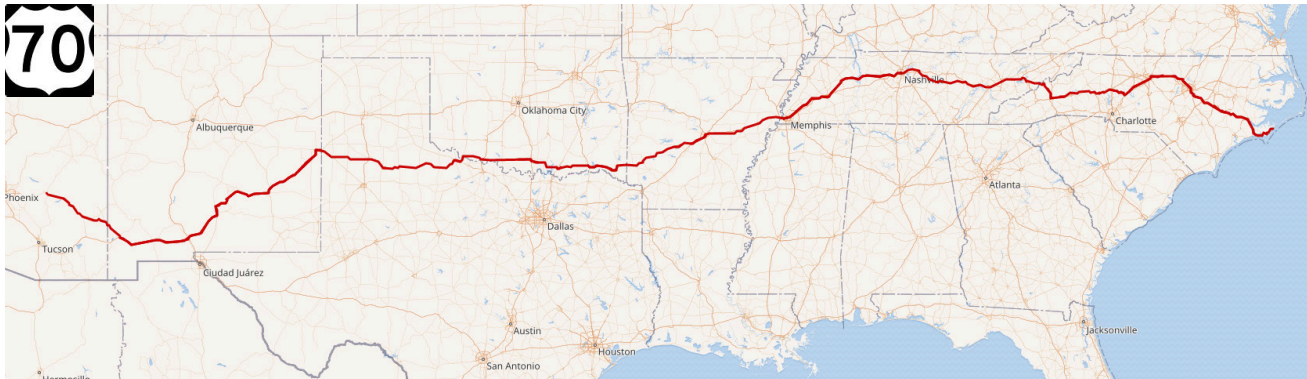 70
Nashville
Oklahoma City
Albuquerque
Memphis
Charlotte
Phoenix
Atlanta
Dallas
Tucson
Ciudad Juárez
Austin
Jacksonville
Houston
San Antonio